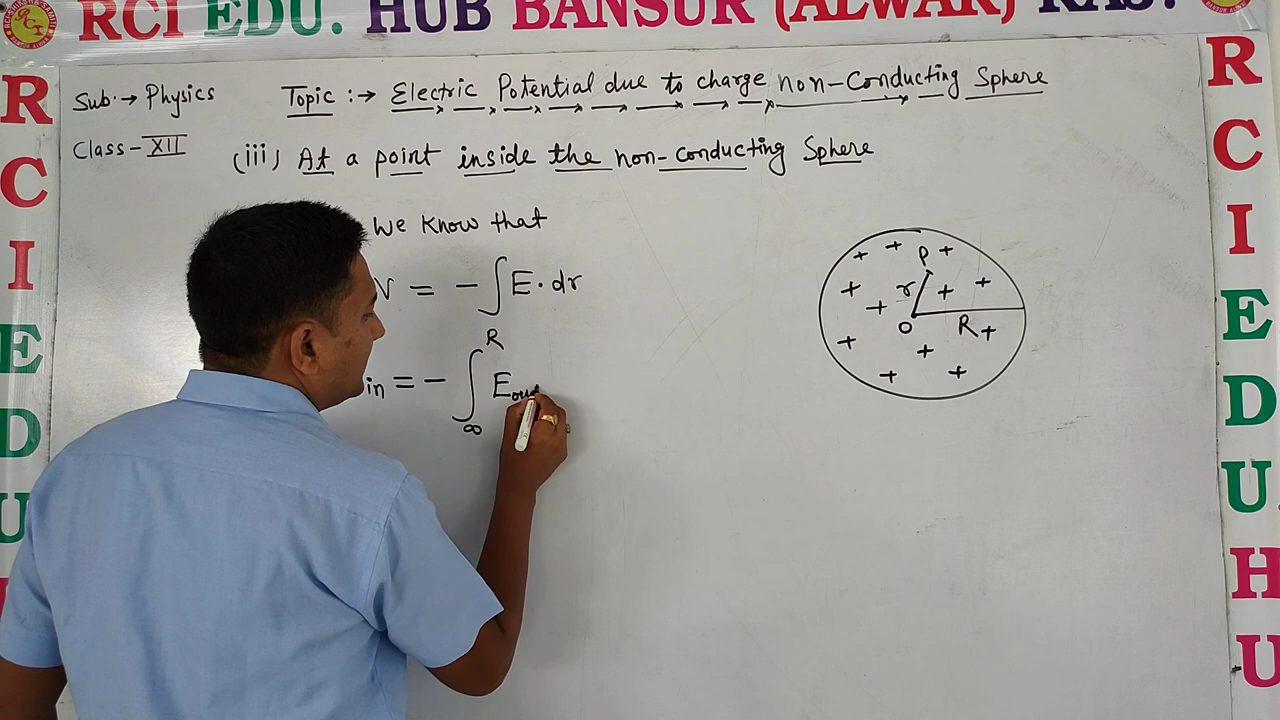 RCI EDU. HUB BANSUR (ALWAR) RAJ.
Sub.→ Physics
Topic :→ Electric Potential due to charge non-Conducting Sphere
Class-XII
(iii) At a point inside the non-conducting Sphere
We know that
V = -∫E·dr
in = - ∫ R ∞ E
P
r
O
R
R
C
I
E
D
U
R
C
I
E
D
U.
H
U